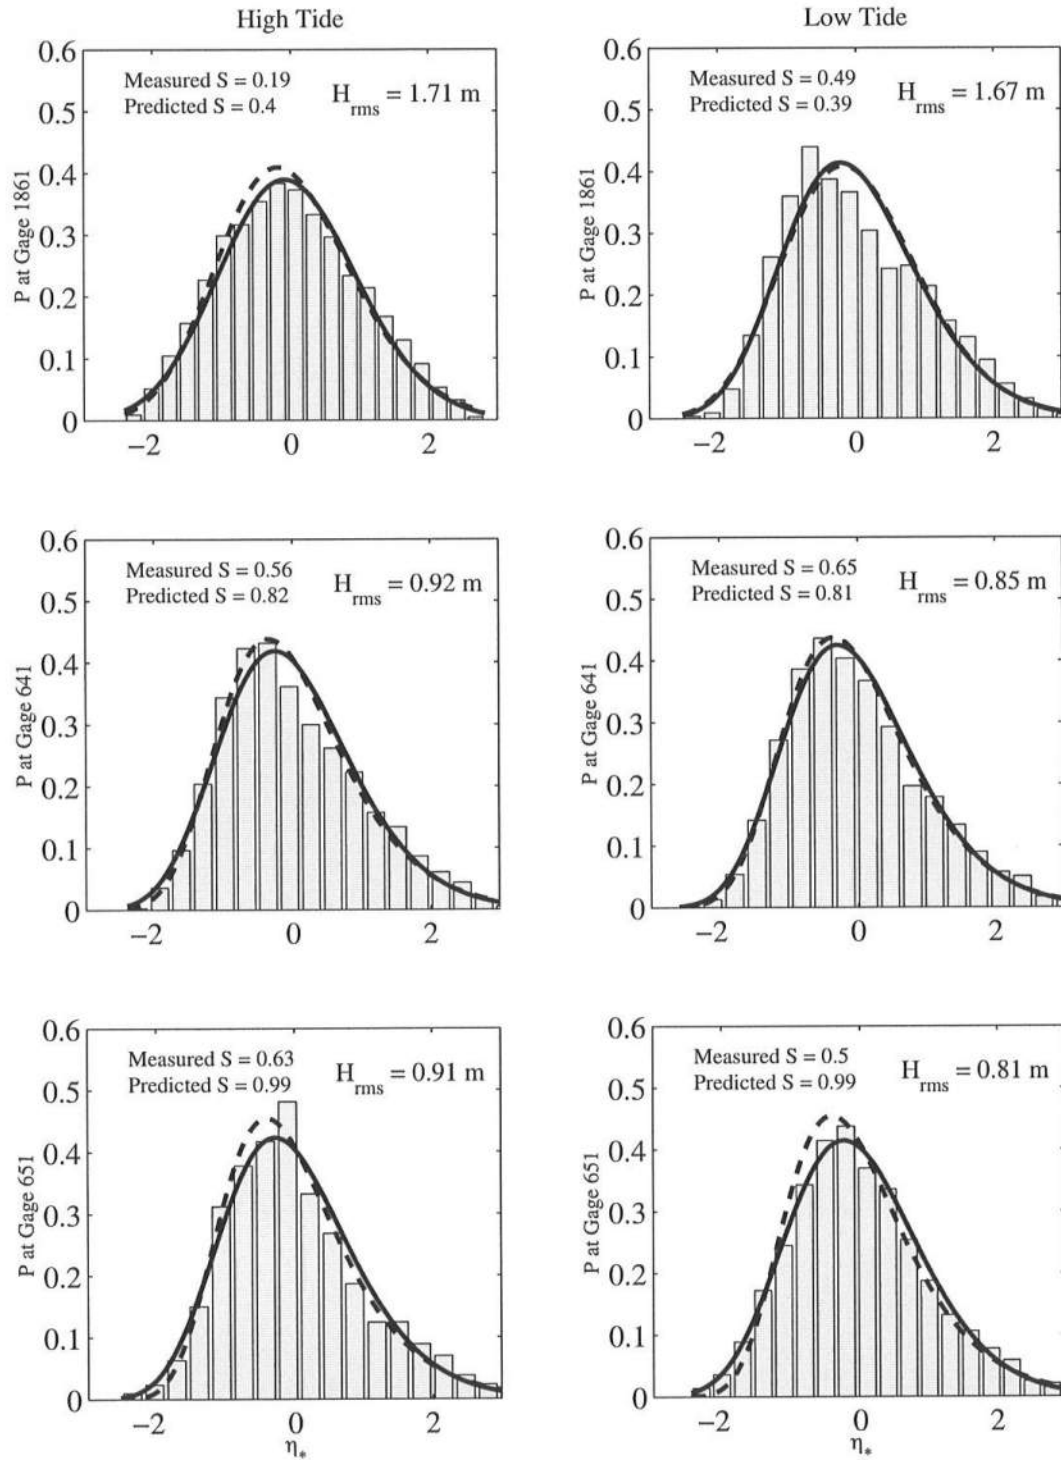 High Tide
Low Tide
0.6
0.5
0.4
0.3
0.2
0.1
0
P at Gage 1861
Measured S = 0.19
Predicted S = 0.4
H_rms = 1.71 m
−2
0
2
0.6
0.5
0.4
0.3
0.2
0.1
0
P at Gage 1861
Measured S = 0.49
Predicted S = 0.39
H_rms = 1.67 m
−2
0
2
0.6
0.5
0.4
0.3
0.2
0.1
0
P at Gage 641
Measured S = 0.56
Predicted S = 0.82
H_rms = 0.92 m
−2
0
2
0.6
0.5
0.4
0.3
0.2
0.1
0
P at Gage 641
Measured S = 0.65
Predicted S = 0.81
H_rms = 0.85 m
−2
0
2
0.6
0.5
0.4
0.3
0.2
0.1
0
P at Gage 651
Measured S = 0.63
Predicted S = 0.99
H_rms = 0.91 m
−2
0
2
η*
0.6
0.5
0.4
0.3
0.2
0.1
0
P at Gage 651
Measured S = 0.5
Predicted S = 0.99
H_rms = 0.81 m
−2
0
2
η*